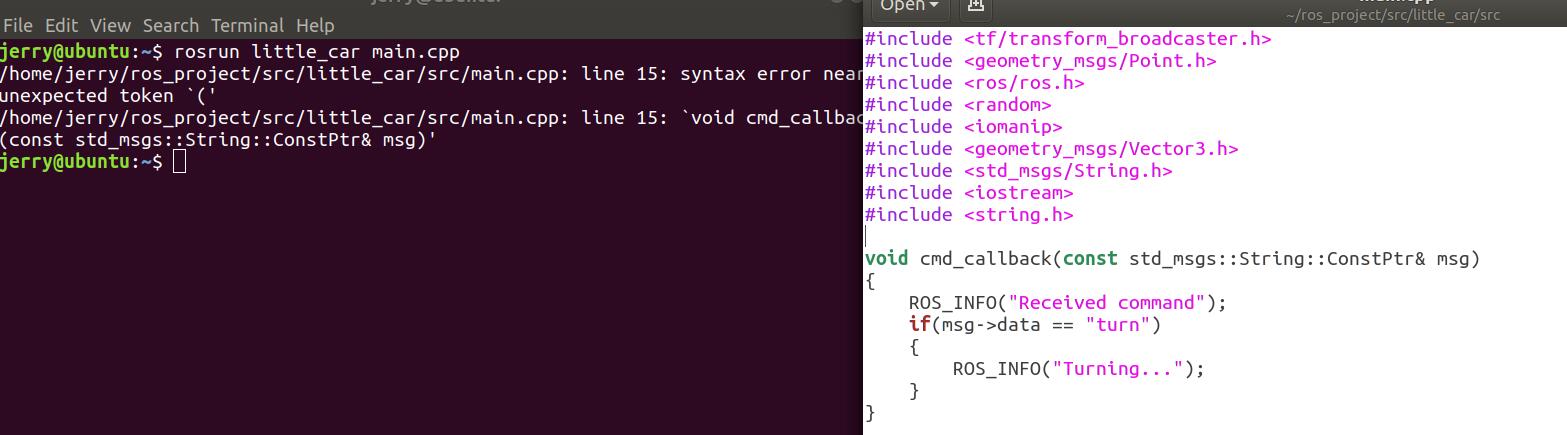 File Edit View Search Terminal Help
jerry@ubuntu:~$ rosrun little_car main.cpp
/home/jerry/ros_project/src/little_car/src/main.cpp: line 15: syntax error near
unexpected token `('
/home/jerry/ros_project/src/little_car/src/main.cpp: line 15: `void cmd_callbac
(const std_msgs::String::ConstPtr& msg)'
jerry@ubuntu:~$
Open
~/ros_project/src/little_car/src
#include <tf/transform_broadcaster.h>
#include <geometry_msgs/Point.h>
#include <ros/ros.h>
#include <random>
#include <iomanip>
#include <geometry_msgs/Vector3.h>
#include <std_msgs/String.h>
#include <iostream>
#include <string.h>
void cmd_callback(const std_msgs::String::ConstPtr& msg)
{
    ROS_INFO("Received command");
    if(msg->data == "turn")
    {
        ROS_INFO("Turning...");
    }
}